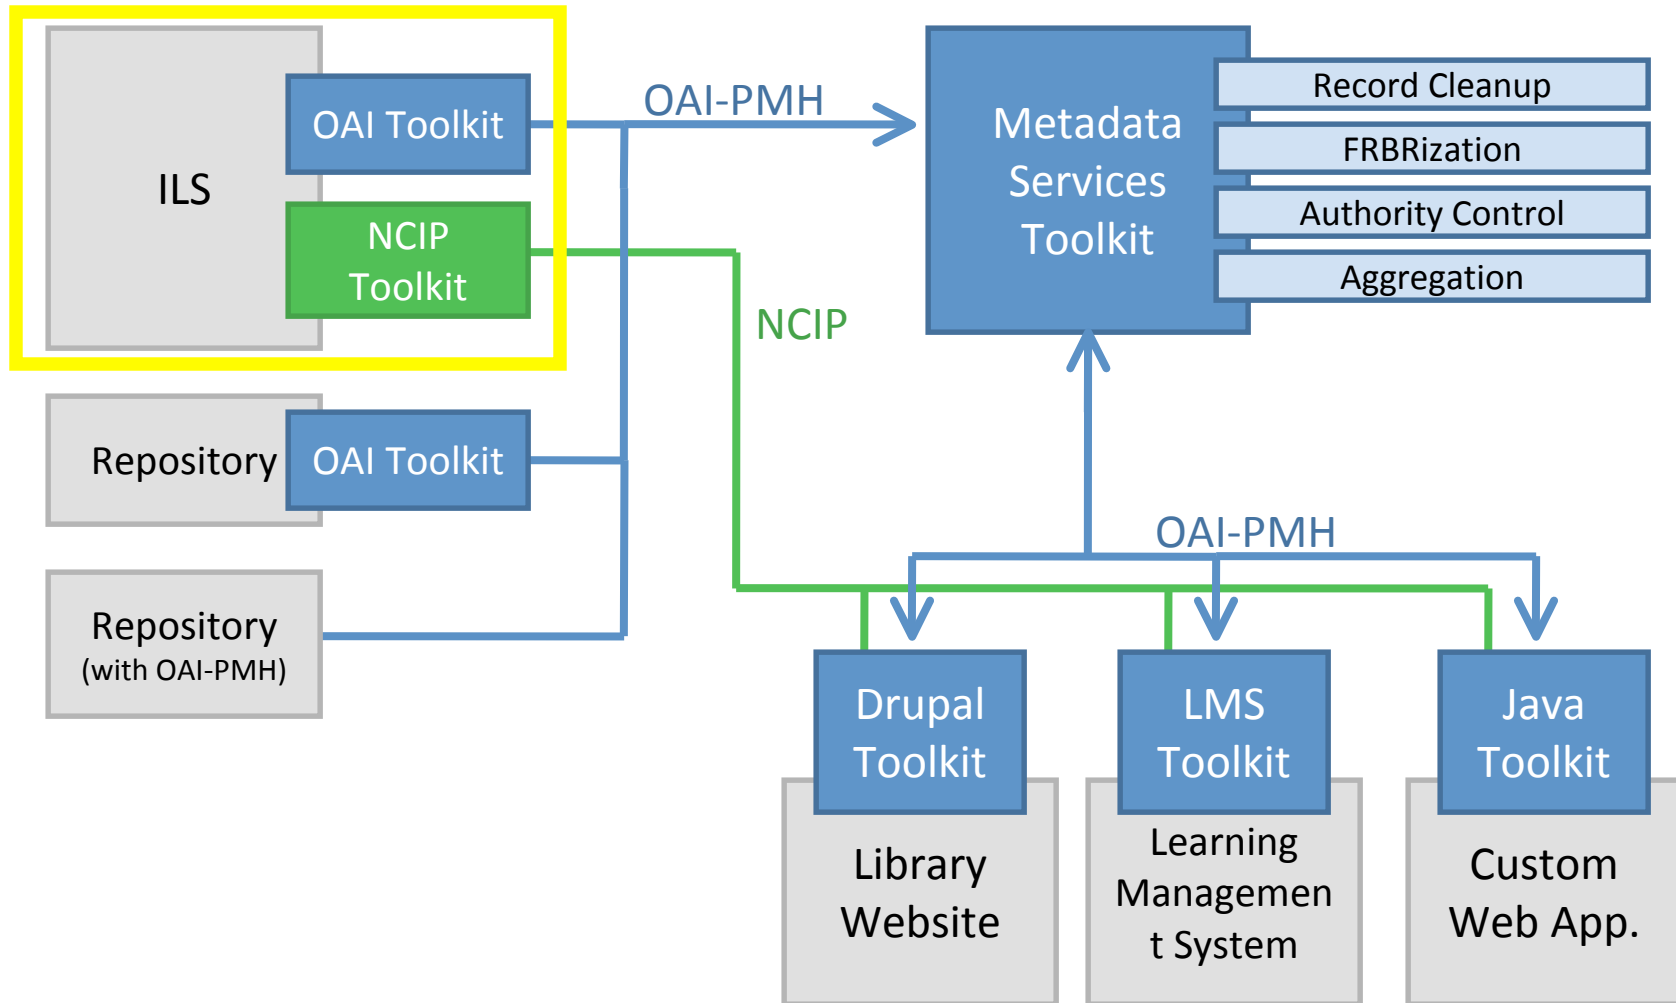 ILS
OAI Toolkit
NCIP
Toolkit
OAI-PMH
NCIP
Metadata
Services
Toolkit
Record Cleanup
FRBRization
Authority Control
Aggregation
Repository
OAI Toolkit
Repository
(with OAI-PMH)
OAI-PMH
Drupal
Toolkit
Library
Website
LMS
Toolkit
Learning
Managemen
t System
Java
Toolkit
Custom
Web App.